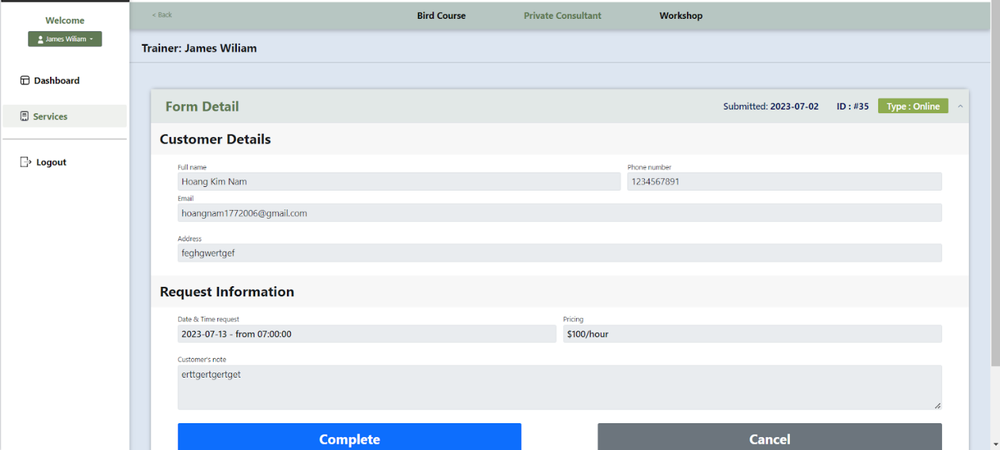 Welcome
James Wiliam
Dashboard
Services
Logout
< Back
Bird Course
Private Consultant
Workshop
Trainer: James Wiliam
Form Detail
Submitted: 2023-07-02
ID : #35
Type : Online
Customer Details
Full name
Phone number
Hoang Kim Nam
1234567891
Email
hoangnam1772006@gmail.com
Address
feghgwertgef
Request Information
Date & Time request
Pricing
2023-07-13 - from 07:00:00
$100/hour
Customer's note
erttgertgertget
Complete
Cancel